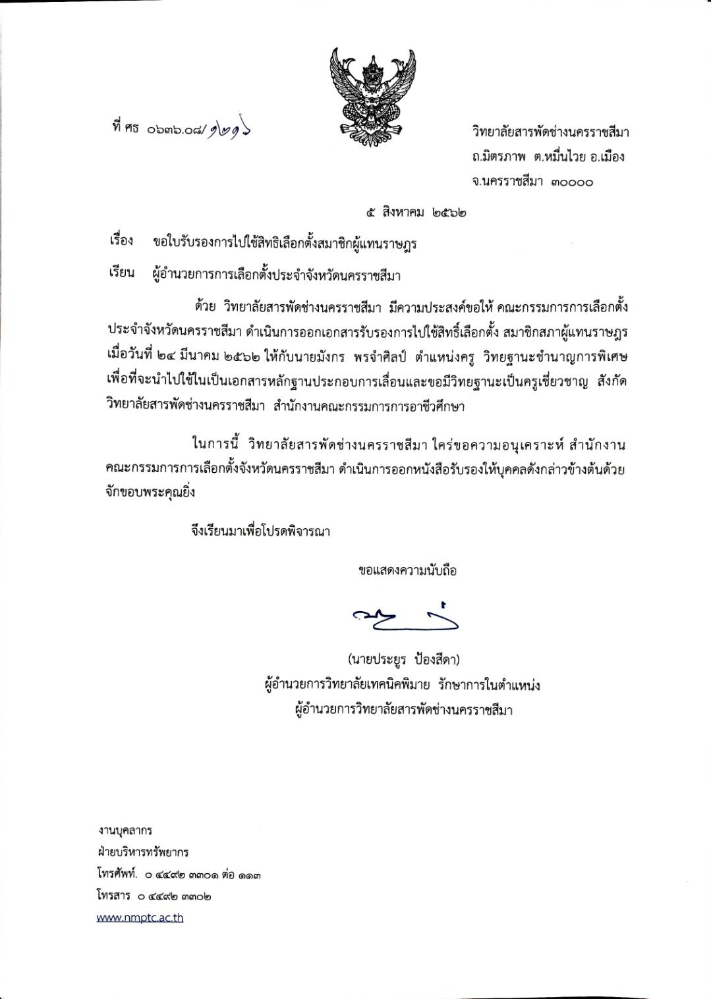 ที่ ศธ ๐๖๓๖.๐๘/๑๒๑๖
วิทยาลัยสารพัดช่างนครราชสีมา
ถ.มิตรภาพ ต.หมื่นไวย อ.เมือง
จ.นครราชสีมา ๓๐๐๐๐
๕ สิงหาคม ๒๕๖๒
เรื่อง ขอใบรับรองการไปใช้สิทธิเลือกตั้งสมาชิกผู้แทนราษฎร
เรียน ผู้อำนวยการการเลือกตั้งประจำจังหวัดนครราชสีมา
ด้วย วิทยาลัยสารพัดช่างนครราชสีมา มีความประสงค์ขอให้ คณะกรรมการการเลือกตั้ง
ประจำจังหวัดนครราชสีมา ดำเนินการออกเอกสารรับรองการไปใช้สิทธิ์เลือกตั้ง สมาชิกสภาผู้แทนราษฎร
เมื่อวันที่ ๒๔ มีนาคม ๒๕๖๒ ให้กับนายมังกร พรจำศิลป์ ตำแหน่งครู วิทยฐานะชำนาญการพิเศษ
เพื่อที่จะนำไปใช้ในเป็นเอกสารหลักฐานประกอบการเลื่อนและขอมีวิทยฐานะเป็นครูเชี่ยวชาญ สังกัด
วิทยาลัยสารพัดช่างนครราชสีมา สำนักงานคณะกรรมการการอาชีวศึกษา
ในการนี้ วิทยาลัยสารพัดช่างนครราชสีมา ใคร่ขอความอนุเคราะห์ สำนักงาน
คณะกรรมการการเลือกตั้งจังหวัดนครราชสีมา ดำเนินการออกหนังสือรับรองให้บุคคลดังกล่าวข้างต้นด้วย
จักขอบพระคุณยิ่ง
จึงเรียนมาเพื่อโปรดพิจารณา
ขอแสดงความนับถือ
(นายประยูร ป้องสีดา)
ผู้อำนวยการวิทยาลัยเทคนิคพิมาย รักษาการในตำแหน่ง
ผู้อำนวยการวิทยาลัยสารพัดช่างนครราชสีมา
งานบุคลากร
ฝ่ายบริหารทรัพยากร
โทรศัพท์. ๐ ๔๔๙๒ ๓๓๐๑ ต่อ ๑๑๓
โทรสาร ๐ ๔๔๙๒ ๓๓๐๒
www.nmptc.ac.th